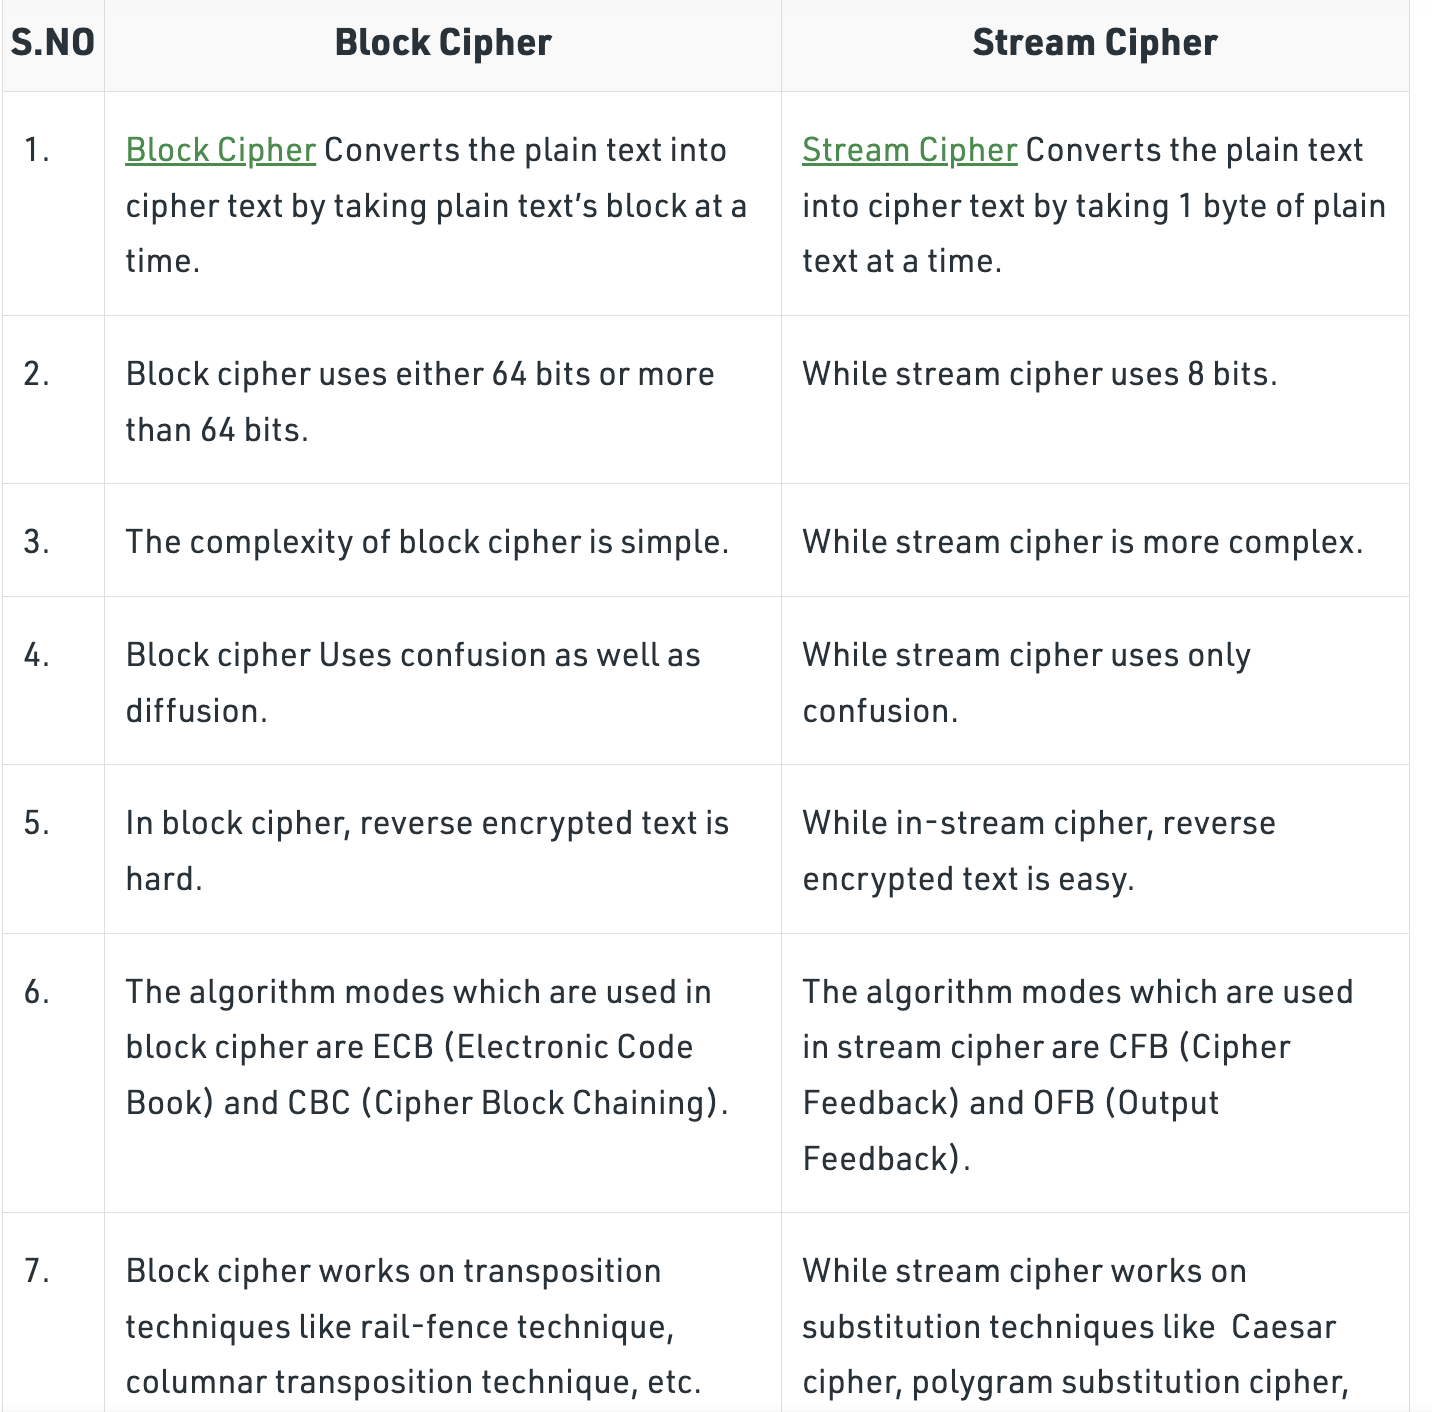 S.NO Block Cipher Stream Cipher
1. Block Cipher Converts the plain text into
cipher text by taking plain text’s block at a
time.
Stream Cipher Converts the plain text
into cipher text by taking 1 byte of plain
text at a time.
2. Block cipher uses either 64 bits or more
than 64 bits.
While stream cipher uses 8 bits.
3. The complexity of block cipher is simple.
While stream cipher is more complex.
4. Block cipher Uses confusion as well as
diffusion.
While stream cipher uses only
confusion.
5. In block cipher, reverse encrypted text is
hard.
While in-stream cipher, reverse
encrypted text is easy.
6. The algorithm modes which are used in
block cipher are ECB (Electronic Code
Book) and CBC (Cipher Block Chaining).
The algorithm modes which are used
in stream cipher are CFB (Cipher
Feedback) and OFB (Output
Feedback).
7. Block cipher works on transposition
techniques like rail-fence technique,
columnar transposition technique, etc.
While stream cipher works on
substitution techniques like  Caesar
cipher, polygram substitution cipher,